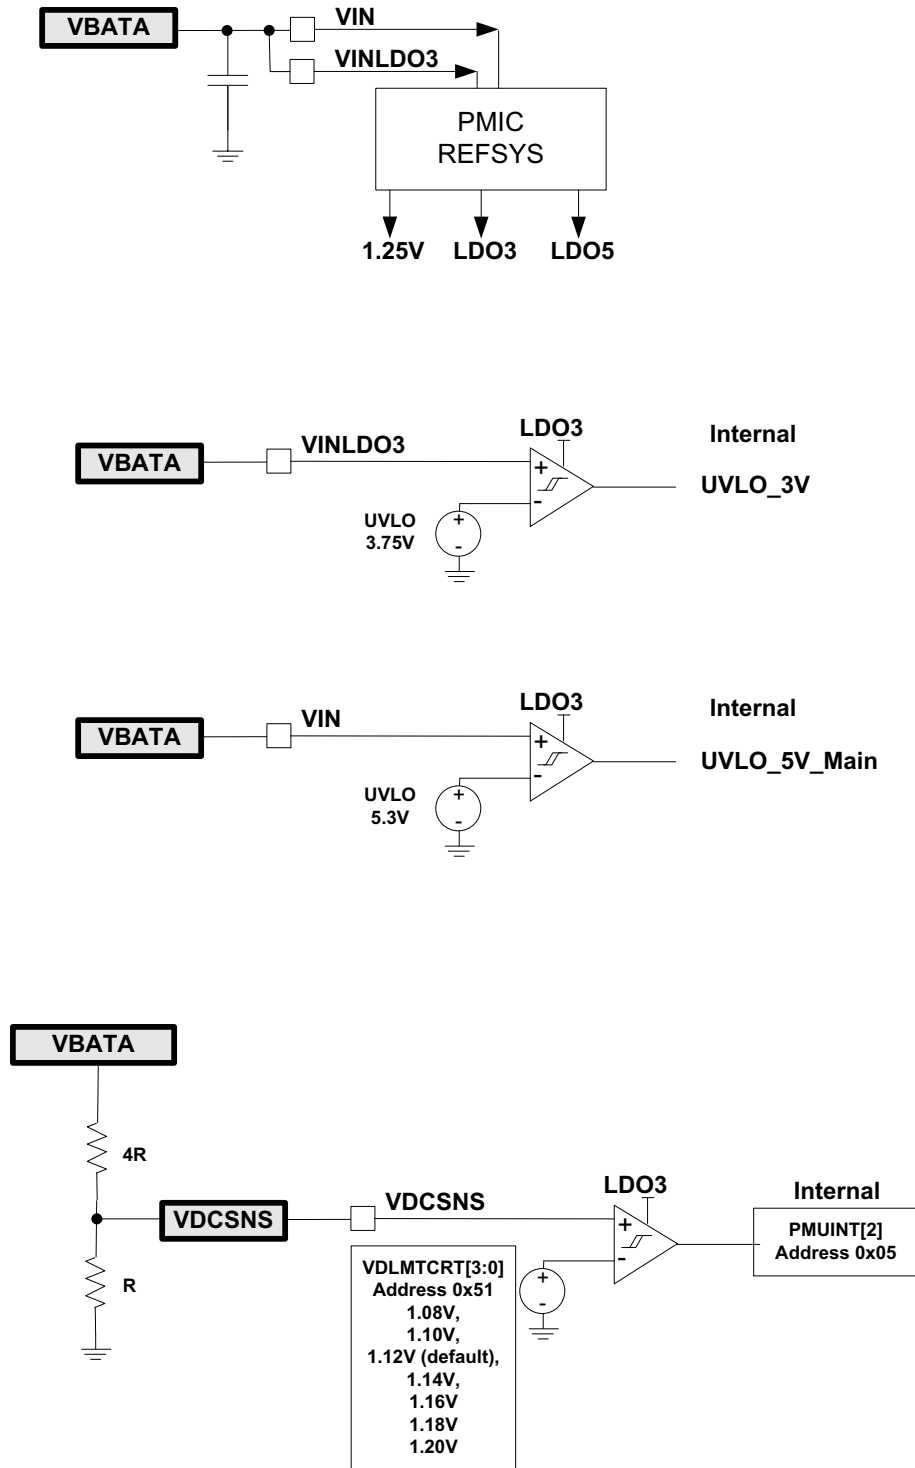 VBATA
VIN
VINLDO3
PMIC
REFSYS
1.25V LDO3 LDO5
LDO3
Internal
VBATA
VINLDO3
+
-
UVLO_3V
UVLO
3.75V
+
-
LDO3
Internal
VBATA
VIN
+
-
UVLO_5V_Main
UVLO
5.3V
+
-
VBATA
4R
R
VDCSNS
VDCSNS
LDO3
+
-
+
-
Internal
PMUINT[2]
Address 0x05
VDLMTCRT[3:0]
Address 0x51
1.08V,
1.10V,
1.12V (default),
1.14V,
1.16V
1.18V
1.20V